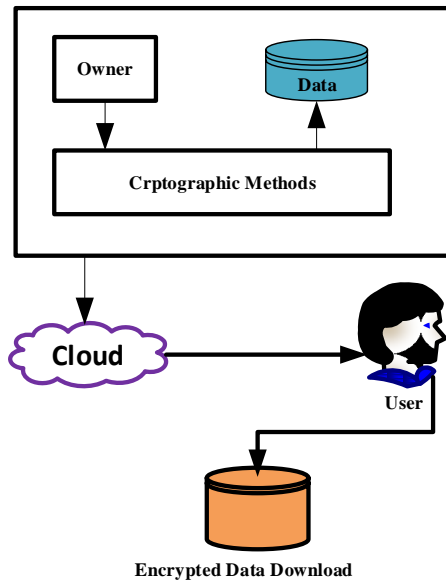 Owner
Data
Crptographic Methods
Cloud
User
Encrypted Data Download